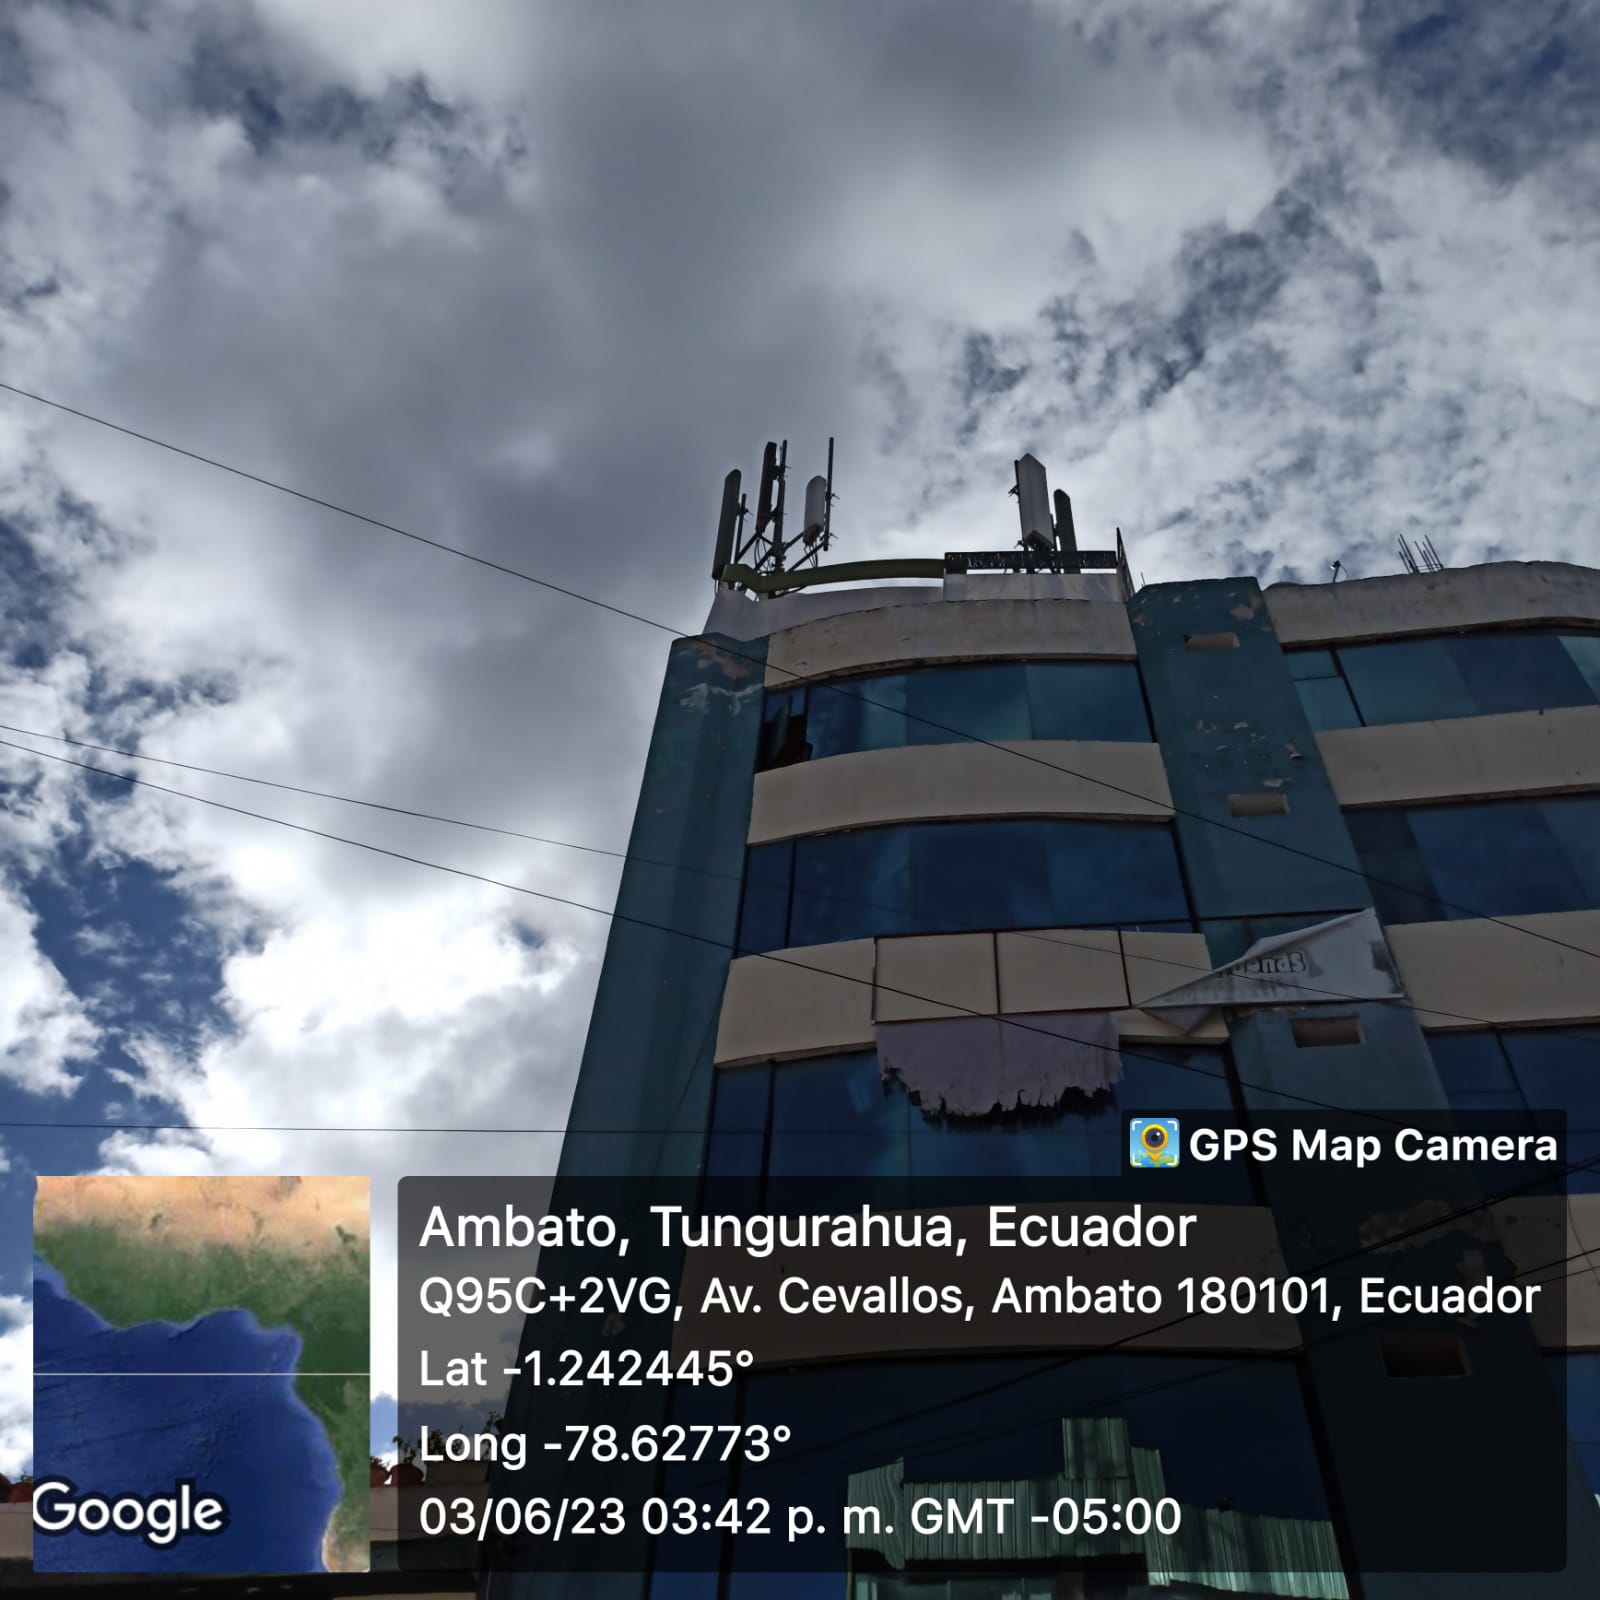 GPS Map Camera
Ambato, Tungurahua, Ecuador
Q95C+2VG, Av. Cevallos, Ambato 180101, Ecuador
Lat -1.242445°
Long -78.62773°
03/06/23 03:42 p. m. GMT -05:00
Google